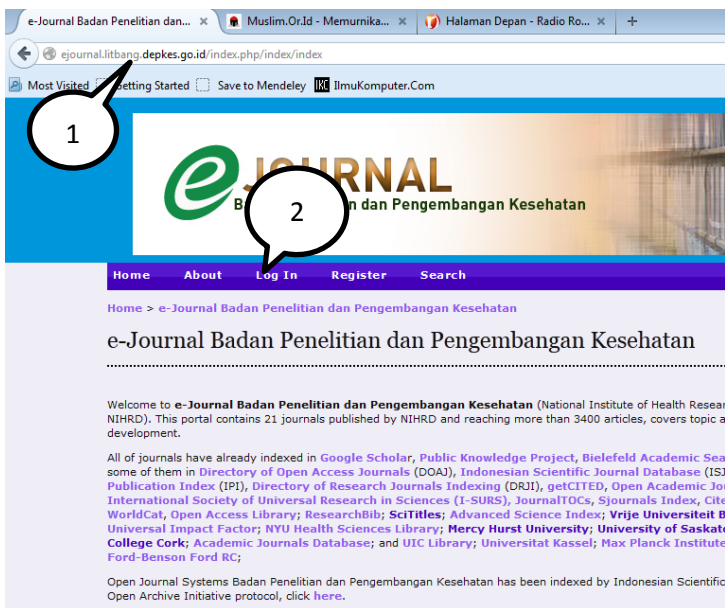 e-Journal Badan Penelitian dan...
Muslim.Or.Id - Memurnika...
Halaman Depan - Radio Ro...
ejournal.litbang.depkes.go.id/index.php/index/index
Most Visited Getting Started Save to Mendeley IKC IlmuKomputer.Com
1
e JOURNAL
dan Pengembangan Kesehatan
2
Home About Log In Register Search
Home > e-Journal Badan Penelitian dan Pengembangan Kesehatan
e-Journal Badan Penelitian dan Pengembangan Kesehatan
Welcome to e-Journal Badan Penelitian dan Pengembangan Kesehatan (National Institute of Health Resear
NIHRD). This portal contains 21 journals published by NIHRD and reaching more than 3400 articles, covers topic a
development.
All of journals have already indexed in Google Scholar, Public Knowledge Project, Bielefeld Academic Sea
some of them in Directory of Open Access Journals (DOAJ), Indonesian Scientific Journal Database (ISJ
Publication Index (IPI), Directory of Research Journals Indexing (DRJI), getCITED, Open Academic Jou
International Society of Universal Research in Sciences (I-SURS), JournalTOCs, Sjournals Index, Cite
WorldCat, Open Access Library; ResearchBib; SciTitles; Advanced Science Index; Vrije Universiteit B
Universal Impact Factor; NYU Health Sciences Library; Mercy Hurst University; University of Saskato
College Cork; Academic Journals Database; and UIC Library; Universitat Kassel; Max Planck Institute
Ford-Benson Ford RC;
Open Journal Systems Badan Penelitian dan Pengembangan Kesehatan has been indexed by Indonesian Scientific
Open Archive Initiative protocol, click here.